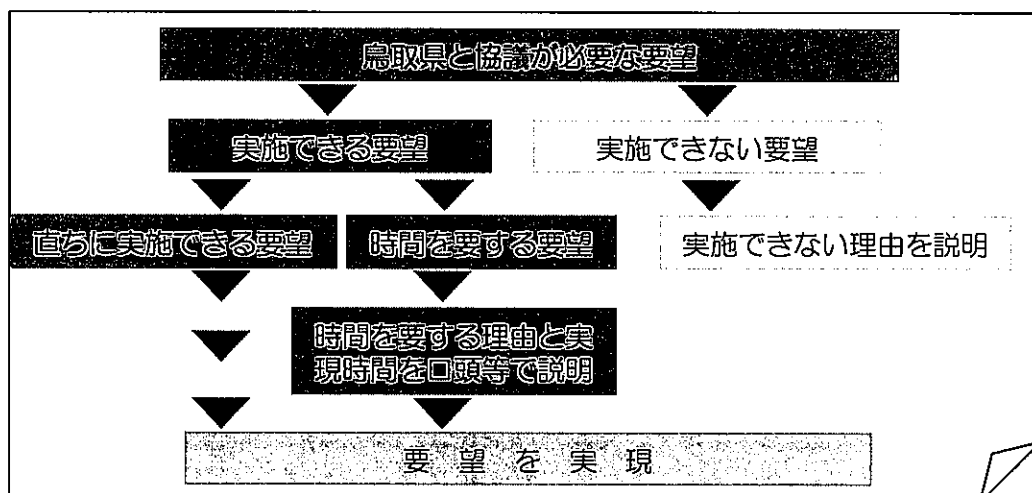 鳥取県と協議が必要な要望
実施できる要望
実施できない要望
直ちに実施できる要望
時間を要する要望
実施できない理由を説明
時間を要する理由と実
現時間を口頭等で説明
要望を実現